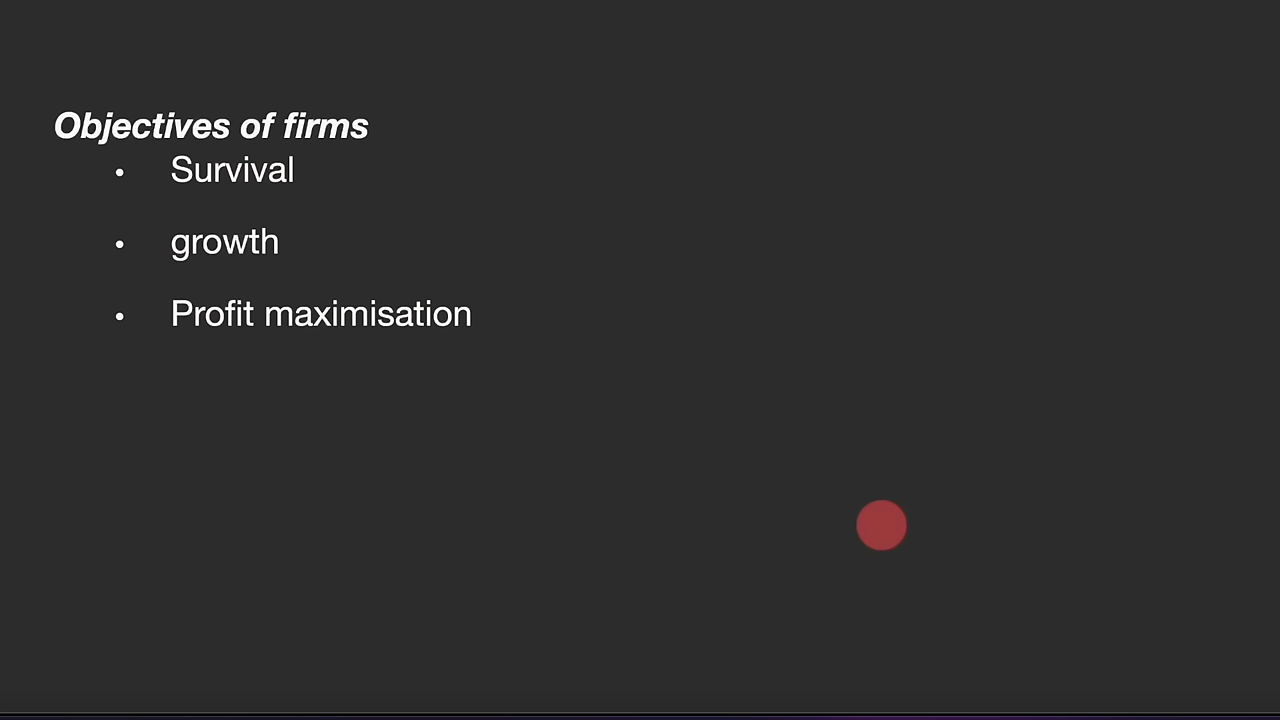 Objectives of firms
• Survival
• growth
• Profit maximisation